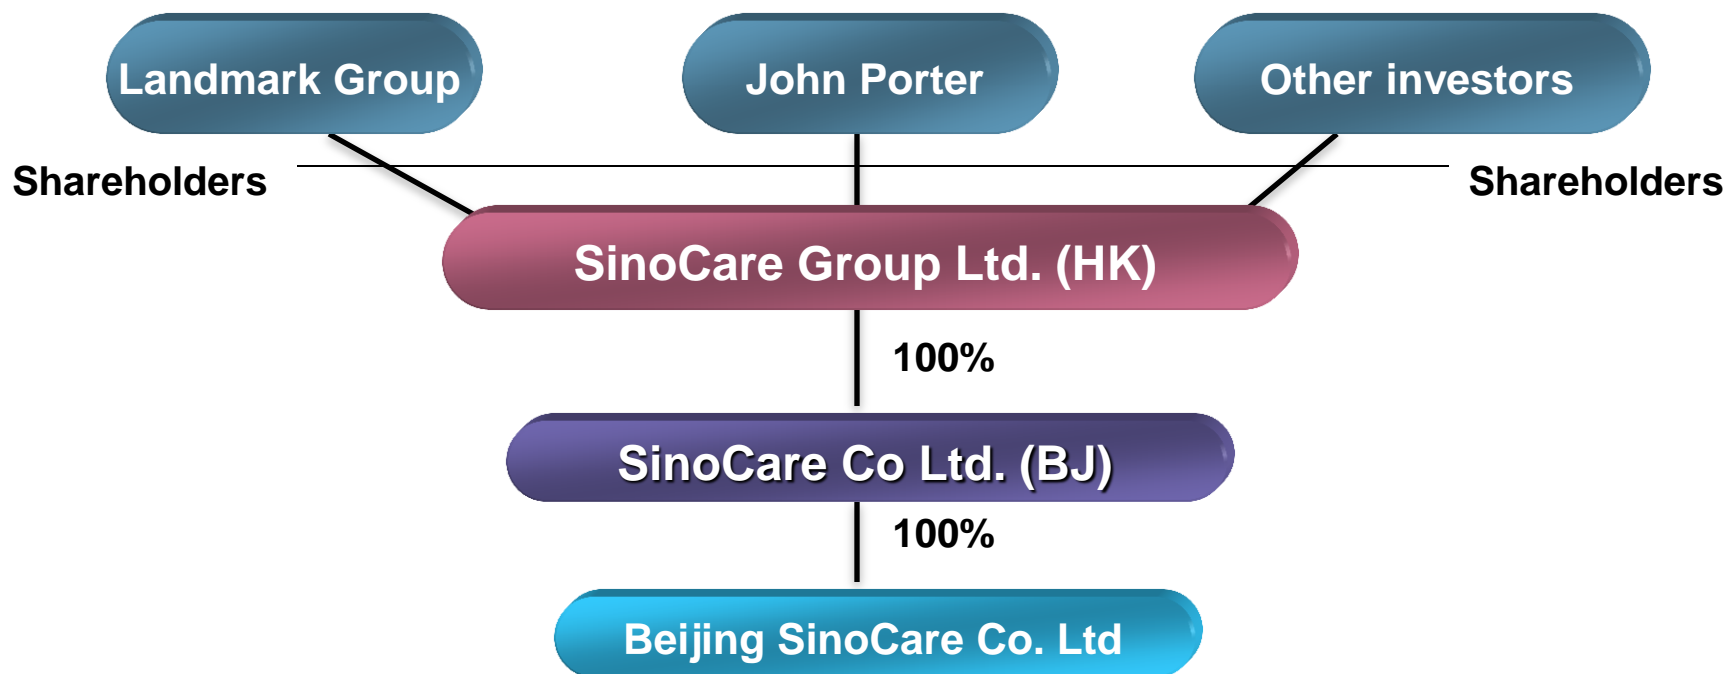 Landmark Group
John Porter
Other investors
Shareholders
Shareholders
SinoCare Group Ltd. (HK)
100%
SinoCare Co Ltd. (BJ)
100%
Beijing SinoCare Co. Ltd